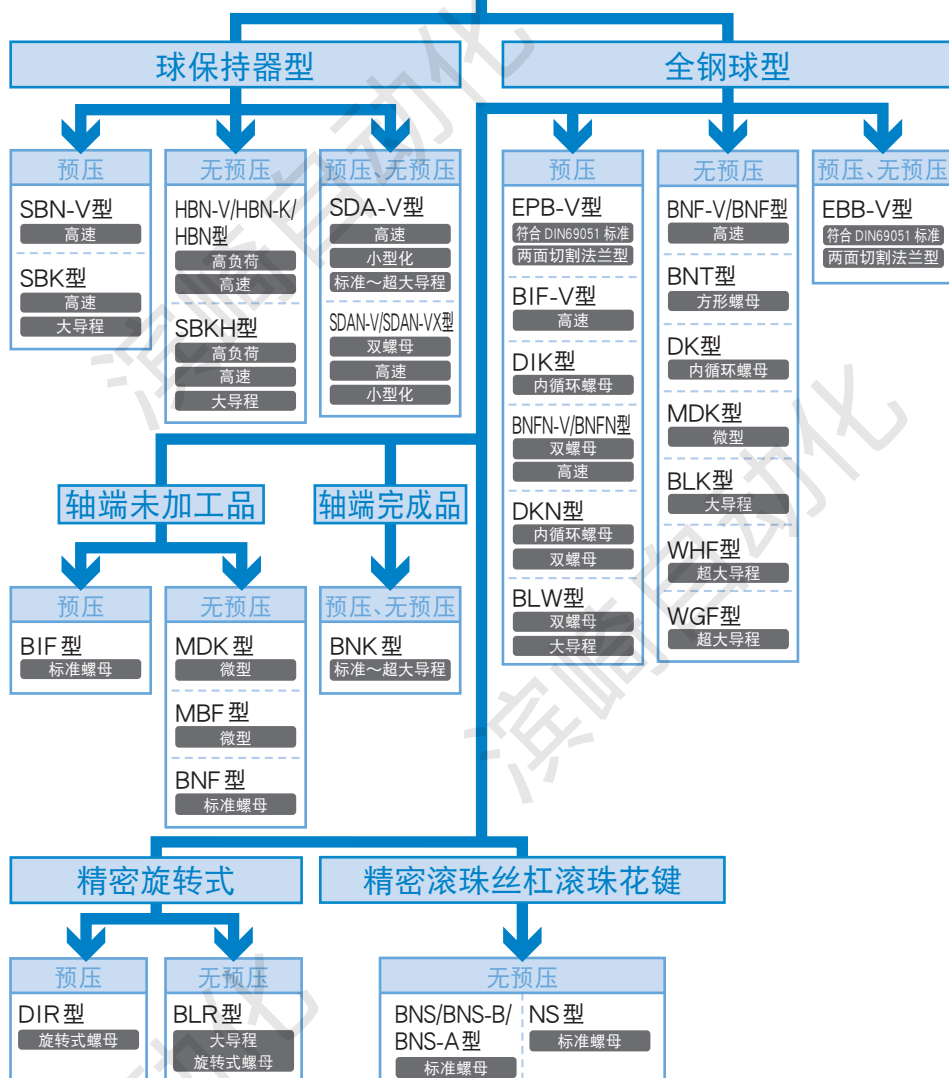 球保持器型
全钢球型
预压
SBN-V型
高速
SBK型
高速
大导程
无预压
HBN-V/HBN-K/
HBN型
高负荷
高速
SBKH型
高负荷
高速
大导程
预压、无预压
SDA-V型
高速
小型化
标准～超大导程
SDAN-V/SDAN-VX型
双螺母
高速
小型化
预压
EPB-V型
符合 DIN69051 标准
两面切割法兰型
BIF-V型
高速
DIK型
内循环螺母
BNFN-V/BNFN型
双螺母
高速
DKN型
内循环螺母
双螺母
BLW型
双螺母
大导程
无预压
BNF-V/BNF型
高速
BNT型
方形螺母
DK型
内循环螺母
MDK型
微型
BLK型
大导程
WHF型
超大导程
WGF型
超大导程
预压、无预压
EBB-V型
符合 DIN69051 标准
两面切割法兰型
轴端未加工品
轴端完成品
预压
BIF型
标准螺母
无预压
MDK型
微型
MBF型
微型
BNF型
标准螺母
预压、无预压
BNK型
标准～超大导程
精密旋转式
精密滚珠丝杠滚珠花键
预压
DIR型
旋转式螺母
无预压
BLR型
大导程
旋转式螺母
无预压
BNS/BNS-B/
BNS-A型
标准螺母
NS型
标准螺母
滨崎自动化
滨崎自动化
动化